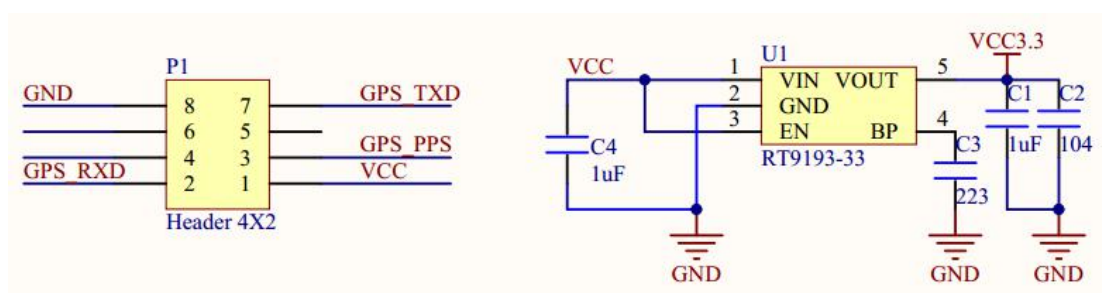 P1
GND 8 7 GPS_TXD
6 5
4 3 GPS_PPS
GPS_RXD 2 1 VCC
Header 4X2
U1
VCC3.3
VCC 1 VIN VOUT 5
2 GND
3 EN BP 4
RT9193-33
C4
1uF
C3
223
C1
1uF
C2
104
GND
GND
GND